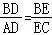 BD/AD = BE/EC